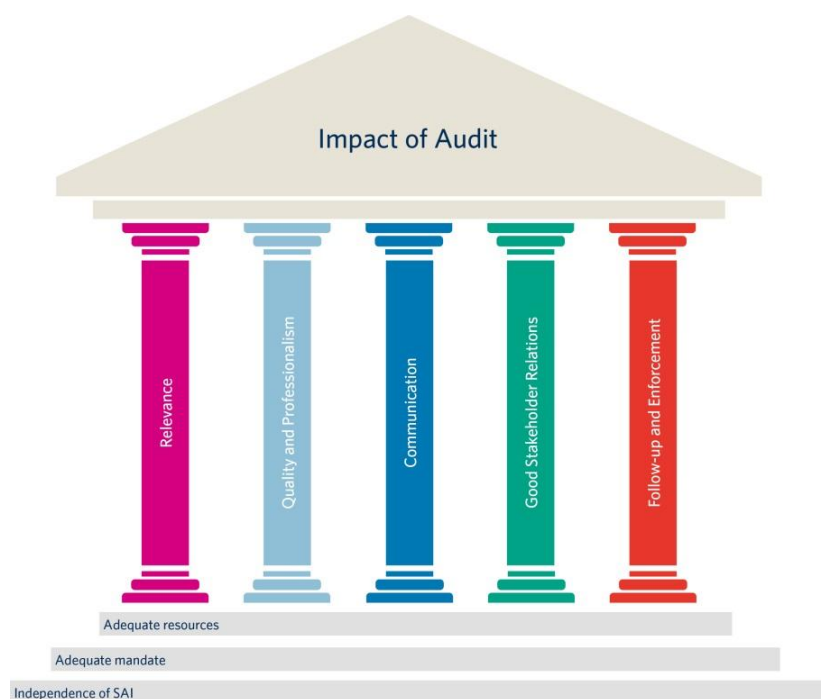 Impact of Audit
Relevance
Quality and Professionalism
Communication
Good Stakeholder Relations
Follow-up and Enforcement
Adequate resources
Adequate mandate
Independence of SAI